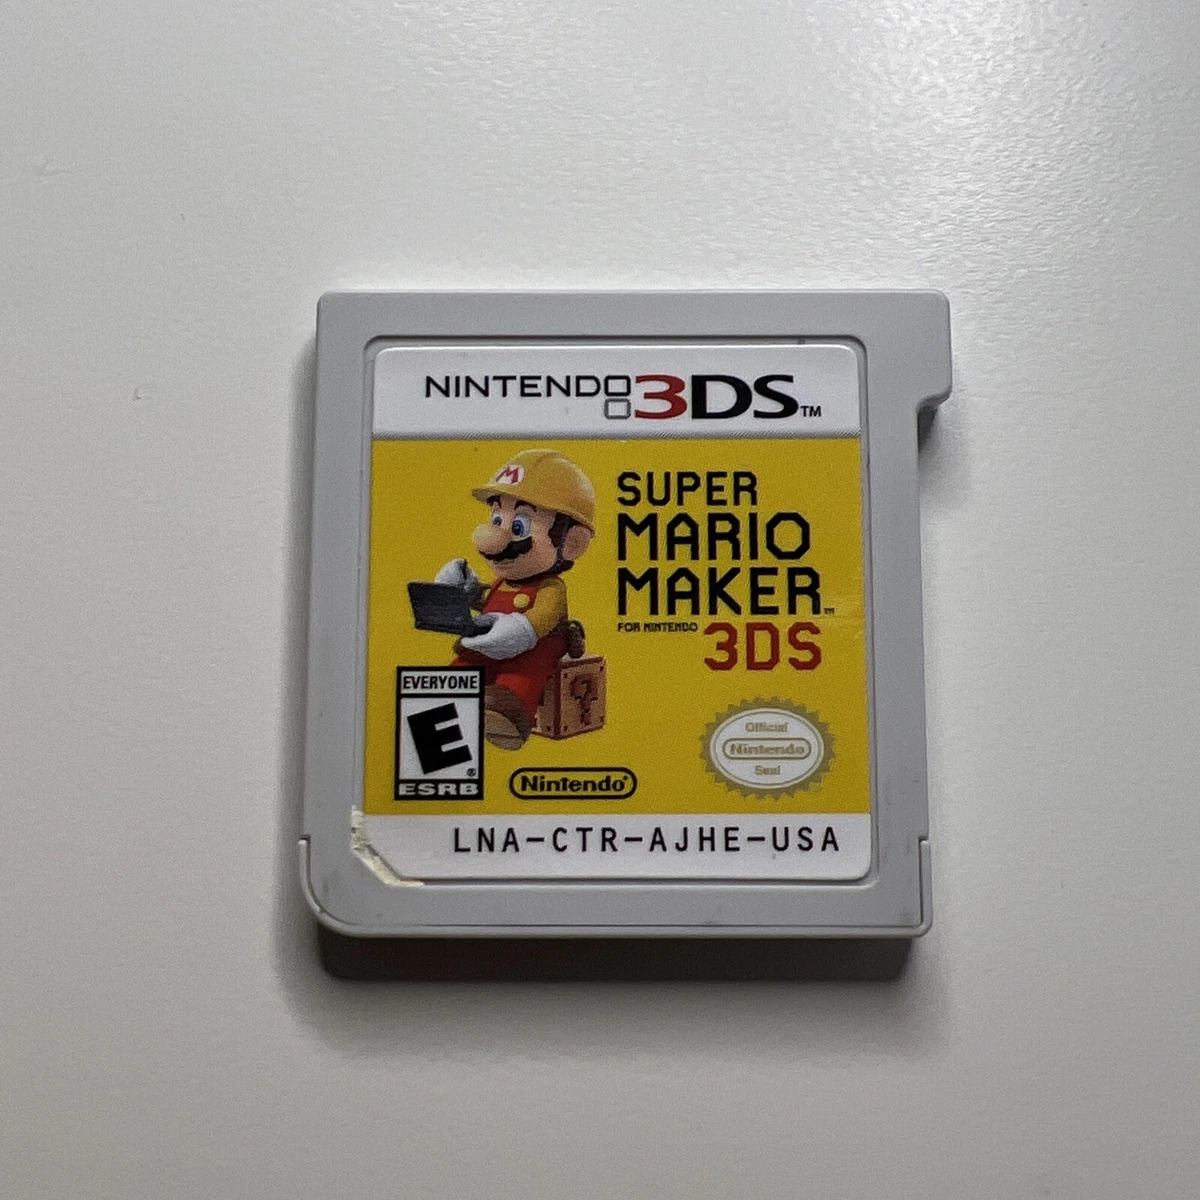 NINTENDO 3DS™
M
SUPER
MARIO
MAKER™
FOR NINTENDO 3DS
?
EVERYONE
E®
ESRB
Nintendo®
Official
Nintendo
Seal
LNA-CTR-AJHE-USA